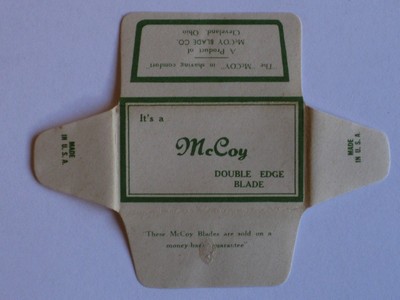 The "McCOY" in shaving comfort
A Product of
McCOY BLADE CO.
Cleveland, Ohio
It's a
McCoy
DOUBLE EDGE
BLADE
MADE
IN U.S.A.
MADE
IN U.S.A.
"These McCoy Blades are sold on a
money-back guarantee"